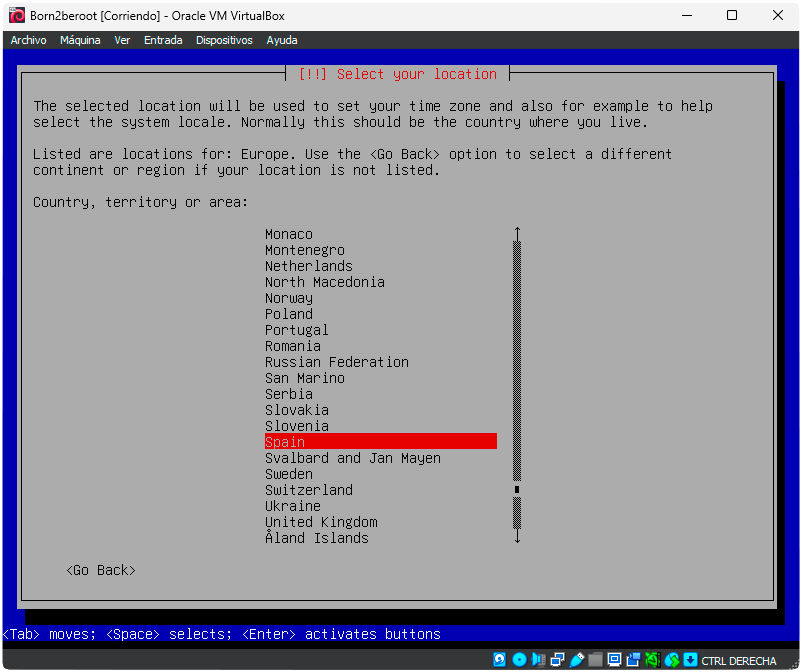 Born2beroot [Corriendo] - Oracle VM VirtualBox
Archivo Máquina Ver Entrada Dispositivos Ayuda
[!!] Select your location
The selected location will be used to set your time zone and also for example to help
select the system locale. Normally this should be the country where you live.
Listed are locations for: Europe. Use the <Go Back> option to select a different
continent or region if your location is not listed.
Country, territory or area:
Monaco
Montenegro
Netherlands
North Macedonia
Norway
Poland
Portugal
Romania
Russian Federation
San Marino
Serbia
Slovakia
Slovenia
Spain
Svalbard and Jan Mayen
Sweden
Switzerland
Ukraine
United Kingdom
Åland Islands
<Go Back>
<Tab> moves; <Space> selects; <Enter> activates buttons
CTRL DERECHA